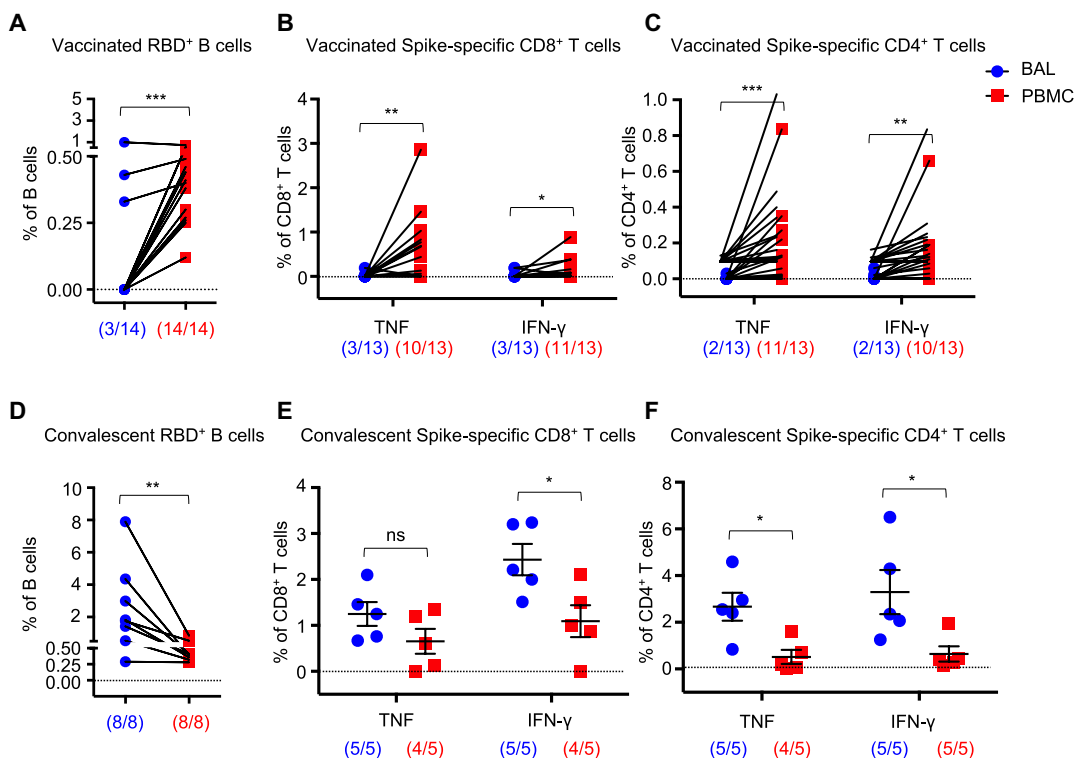 A
Vaccinated RBD⁺ B cells
% of B cells
5
3
1
0.50
0.25
0.00
***
(3/14) (14/14)
B
Vaccinated Spike-specific CD8⁺ T cells
% of CD8⁺ T cells
4
3
2
1
0
**
*
TNF
IFN-γ
(3/13) (10/13)
(3/13) (11/13)
C
Vaccinated Spike-specific CD4⁺ T cells
% of CD4⁺ T cells
1.0
0.8
0.6
0.4
0.2
0.0
***
**
TNF
IFN-γ
(2/13) (11/13)
(2/13) (10/13)
BAL
PBMC
D
Convalescent RBD⁺ B cells
% of B cells
10
8
6
4
2
0.50
0.25
0.00
**
(8/8) (8/8)
E
Convalescent Spike-specific CD8⁺ T cells
% of CD8⁺ T cells
4
3
2
1
0
ns
*
TNF
IFN-γ
(5/5) (4/5)
(5/5) (4/5)
F
Convalescent Spike-specific CD4⁺ T cells
% of CD4⁺ T cells
8
6
4
2
0
*
*
TNF
IFN-γ
(5/5) (4/5)
(5/5) (5/5)